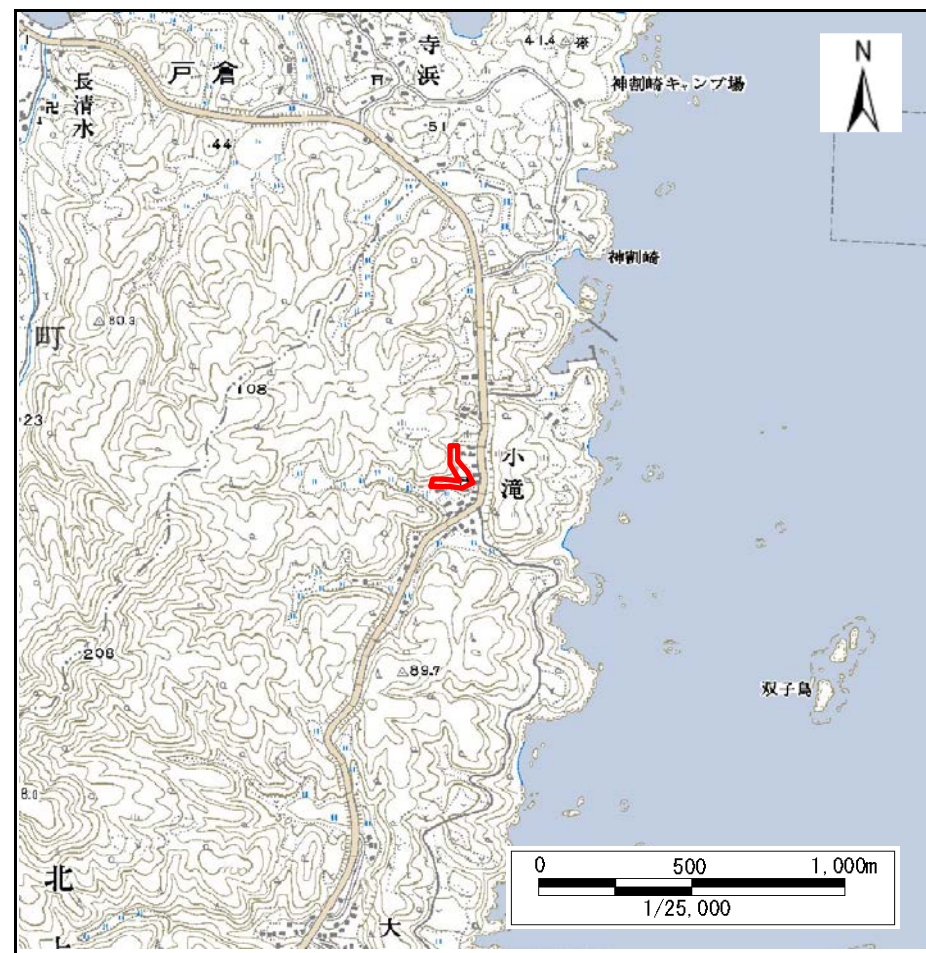 寺浜
41.4
戸倉
N
神割崎キャンプ場
長清水
51
44
神割崎
80.3
町
108
23
小滝
208
89.7
双子島
8.0
0 500 1,000m
1/25,000
北
大